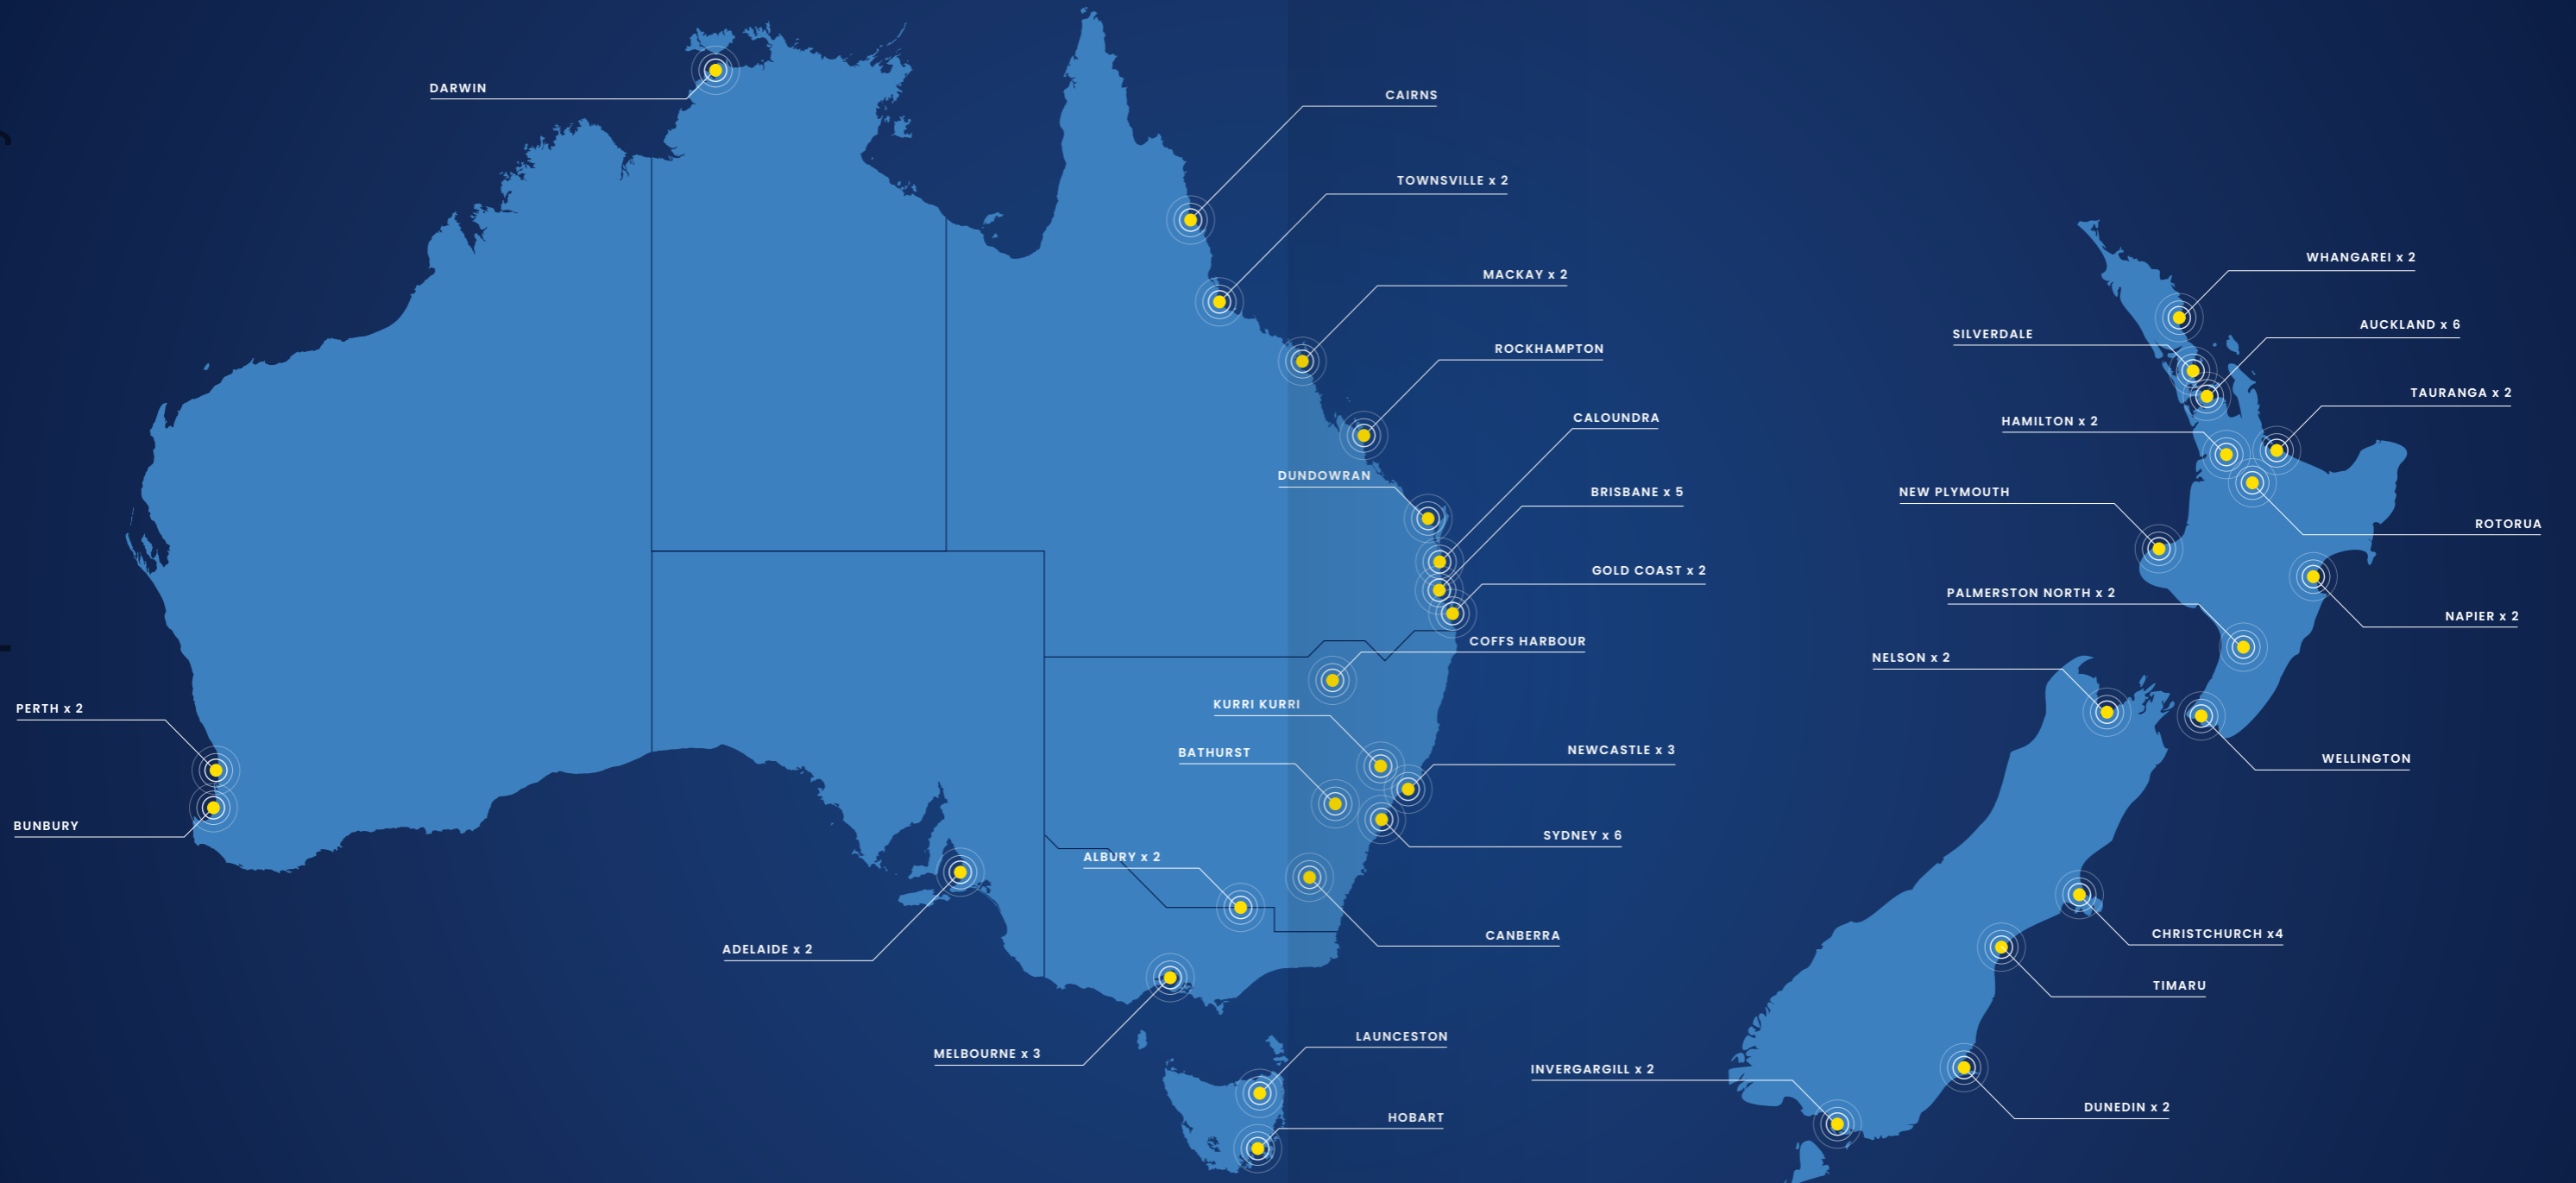 DARWIN
CAIRNS
TOWNSVILLE x 2
MACKAY x 2
ROCKHAMPTON
CALOUNDRA
DUNDOWRAN
BRISBANE x 5
GOLD COAST x 2
COFFS HARBOUR
KURRI KURRI
BATHURST
NEWCASTLE x 3
SYDNEY x 6
ALBURY x 2
CANBERRA
PERTH x 2
BUNBURY
ADELAIDE x 2
MELBOURNE x 3
LAUNCESTON
HOBART
WHANGAREI x 2
SILVERDALE
AUCKLAND x 6
TAURANGA x 2
HAMILTON x 2
NEW PLYMOUTH
ROTORUA
PALMERSTON NORTH x 2
NAPIER x 2
NELSON x 2
WELLINGTON
CHRISTCHURCH x4
TIMARU
INVERGARGILL x 2
DUNEDIN x 2